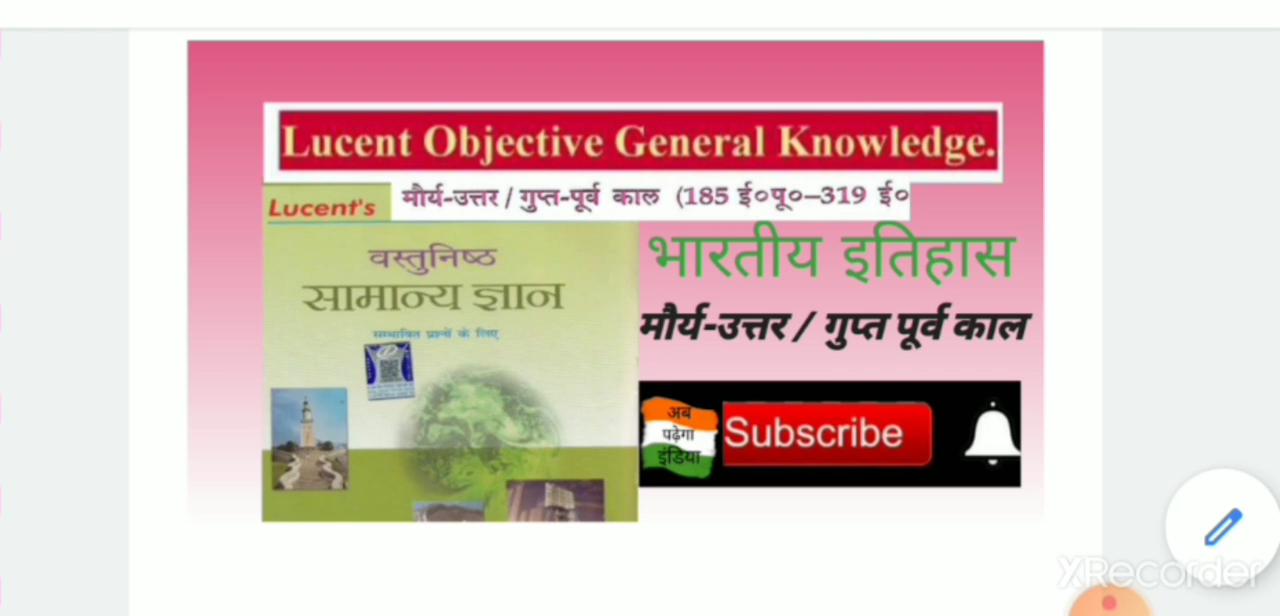 Lucent Objective General Knowledge.
मौर्य-उत्तर / गुप्त-पूर्व काल (185 ई०पू०–319 ई०
Lucent's
वस्तुनिष्ठ
सामान्य ज्ञान
सम्भावित प्रश्नों के लिए
भारतीय इतिहास
मौर्य-उत्तर / गुप्त पूर्व काल
अब
पढ़ेगा
इंडिया
Subscribe
XRecorder